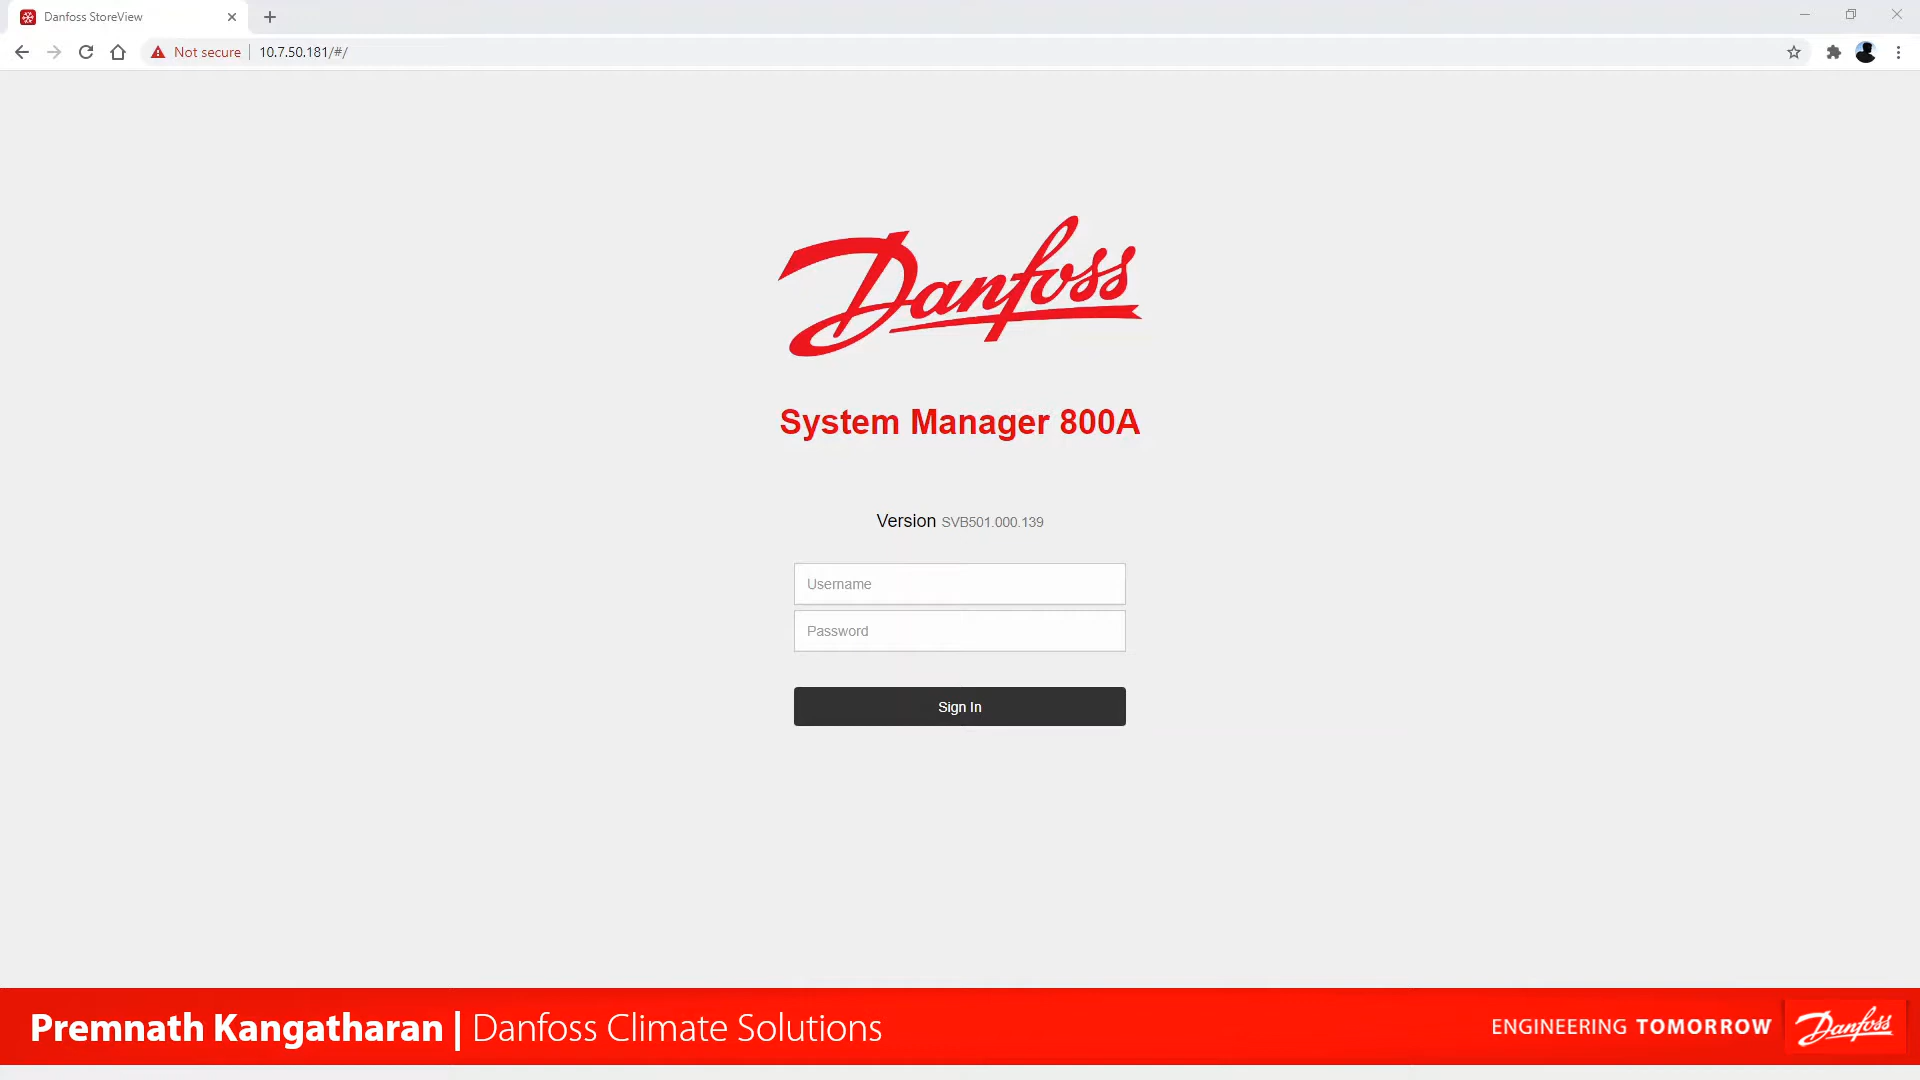 Danfoss StoreView
Not secure | 10.7.50.181/#/
Danfoss
System Manager 800A
Version SVB501.000.139
Username
Password
Sign In
Premnath Kangatharan | Danfoss Climate Solutions
ENGINEERING TOMORROW Danfoss